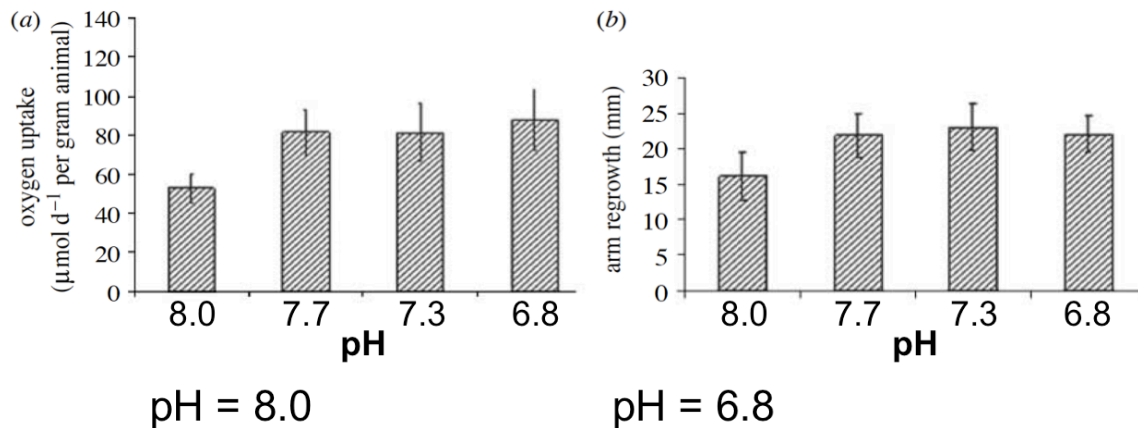 (a)
140
120
100
80
60
40
20
0
oxygen uptake
(μmol d⁻¹ per gram animal)
8.0 7.7 7.3 6.8
pH
(b)
30
25
20
15
10
5
0
arm regrowth (mm)
8.0 7.7 7.3 6.8
pH
pH = 8.0
pH = 6.8